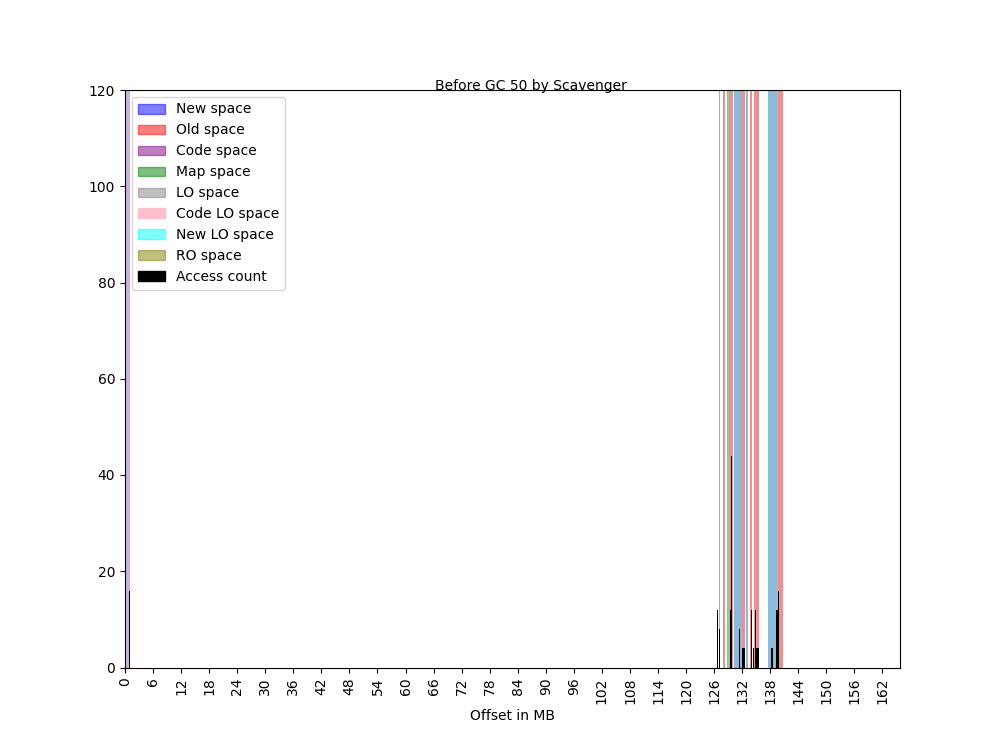 Before GC 50 by Scavenger
120
100
80
60
40
20
0
New space
Old space
Code space
Map space
LO space
Code LO space
New LO space
RO space
Access count
0 6 12 18 24 30 36 42 48 54 60 66 72 78 84 90 96 102 108 114 120 126 132 138 144 150 156 162
Offset in MB